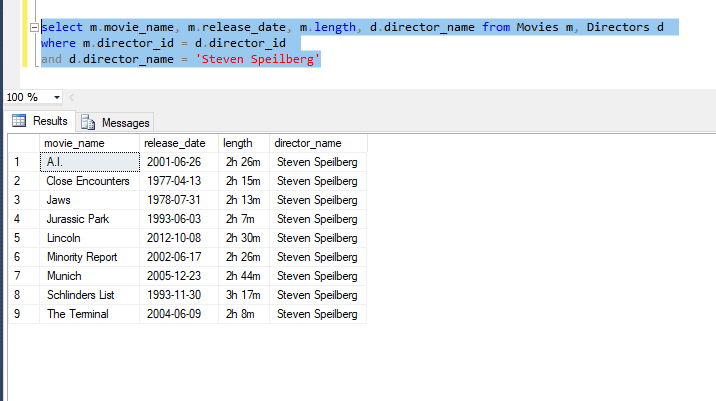 select m.movie_name, m.release_date, m.length, d.director_name from Movies m, Directors d
where m.director_id = d.director_id
and d.director_name = 'Steven Speilberg'
100 %
Results Messages
movie_name release_date length director_name
1 A.I. 2001-06-26 2h 26m Steven Speilberg
2 Close Encounters 1977-04-13 2h 15m Steven Speilberg
3 Jaws 1978-07-31 2h 13m Steven Speilberg
4 Jurassic Park 1993-06-03 2h 7m Steven Speilberg
5 Lincoln 2012-10-08 2h 30m Steven Speilberg
6 Minority Report 2002-06-17 2h 26m Steven Speilberg
7 Munich 2005-12-23 2h 44m Steven Speilberg
8 Schlinders List 1993-11-30 3h 17m Steven Speilberg
9 The Terminal 2004-06-09 2h 8m Steven Speilberg